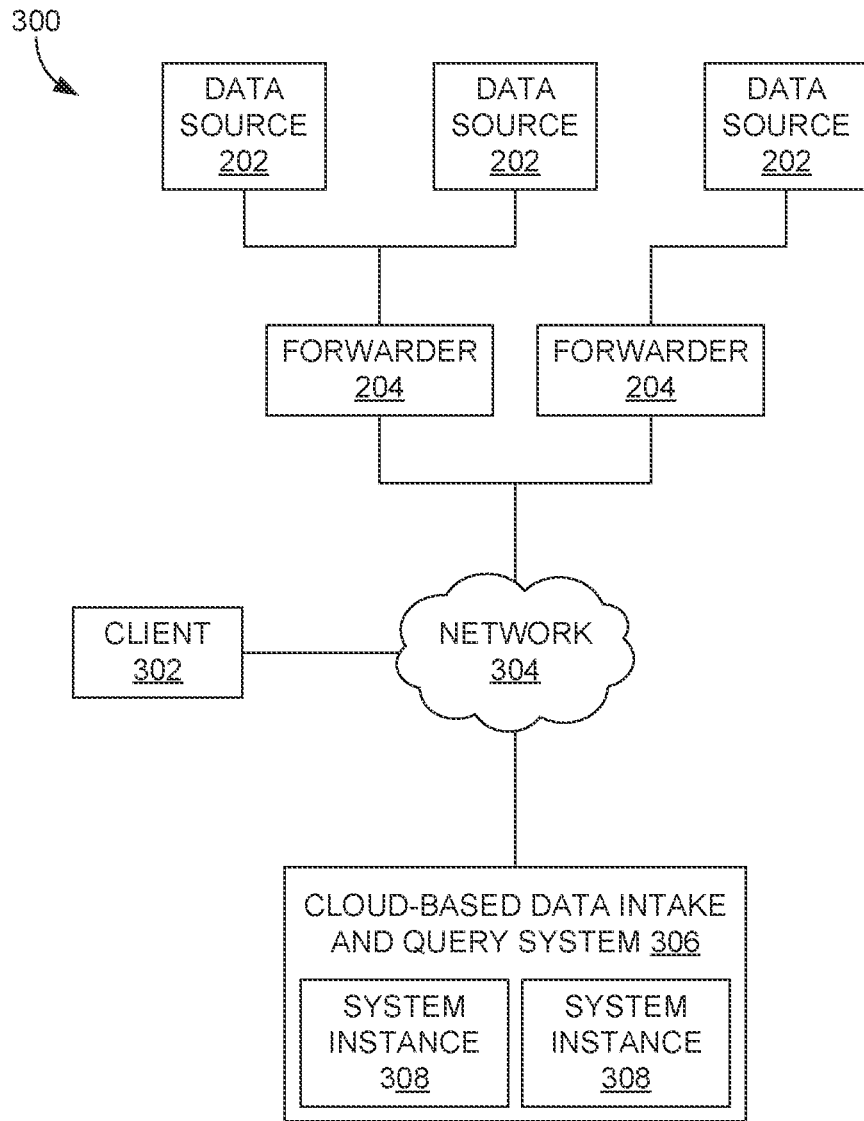 300
DATA
SOURCE
202
DATA
SOURCE
202
DATA
SOURCE
202
FORWARDER
204
FORWARDER
204
CLIENT
302
NETWORK
304
CLOUD-BASED DATA INTAKE
AND QUERY SYSTEM 306
SYSTEM
INSTANCE
308
SYSTEM
INSTANCE
308